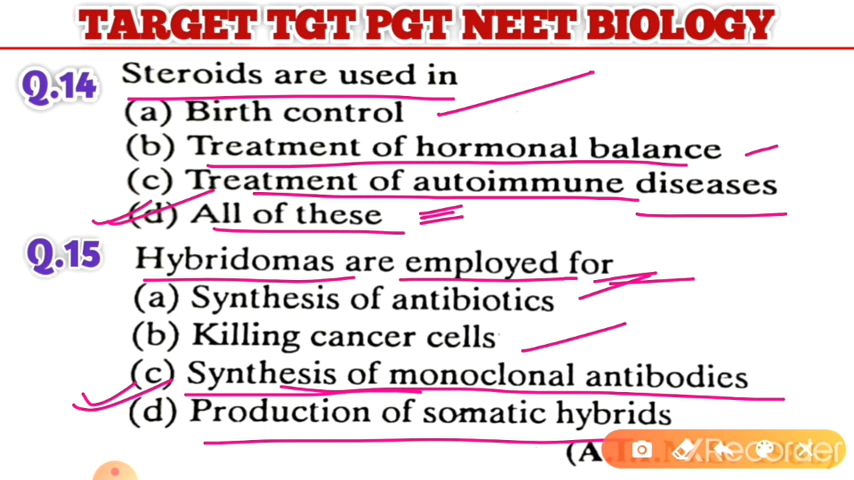 TARGET TGT PGT NEET BIOLOGY
Q.14 Steroids are used in
(a) Birth control
(b) Treatment of hormonal balance
(c) Treatment of autoimmune diseases
(d) All of these
Q.15 Hybridomas are employed for
(a) Synthesis of antibiotics
(b) Killing cancer cells
(c) Synthesis of monoclonal antibodies
(d) Production of somatic hybrids
XRecorder